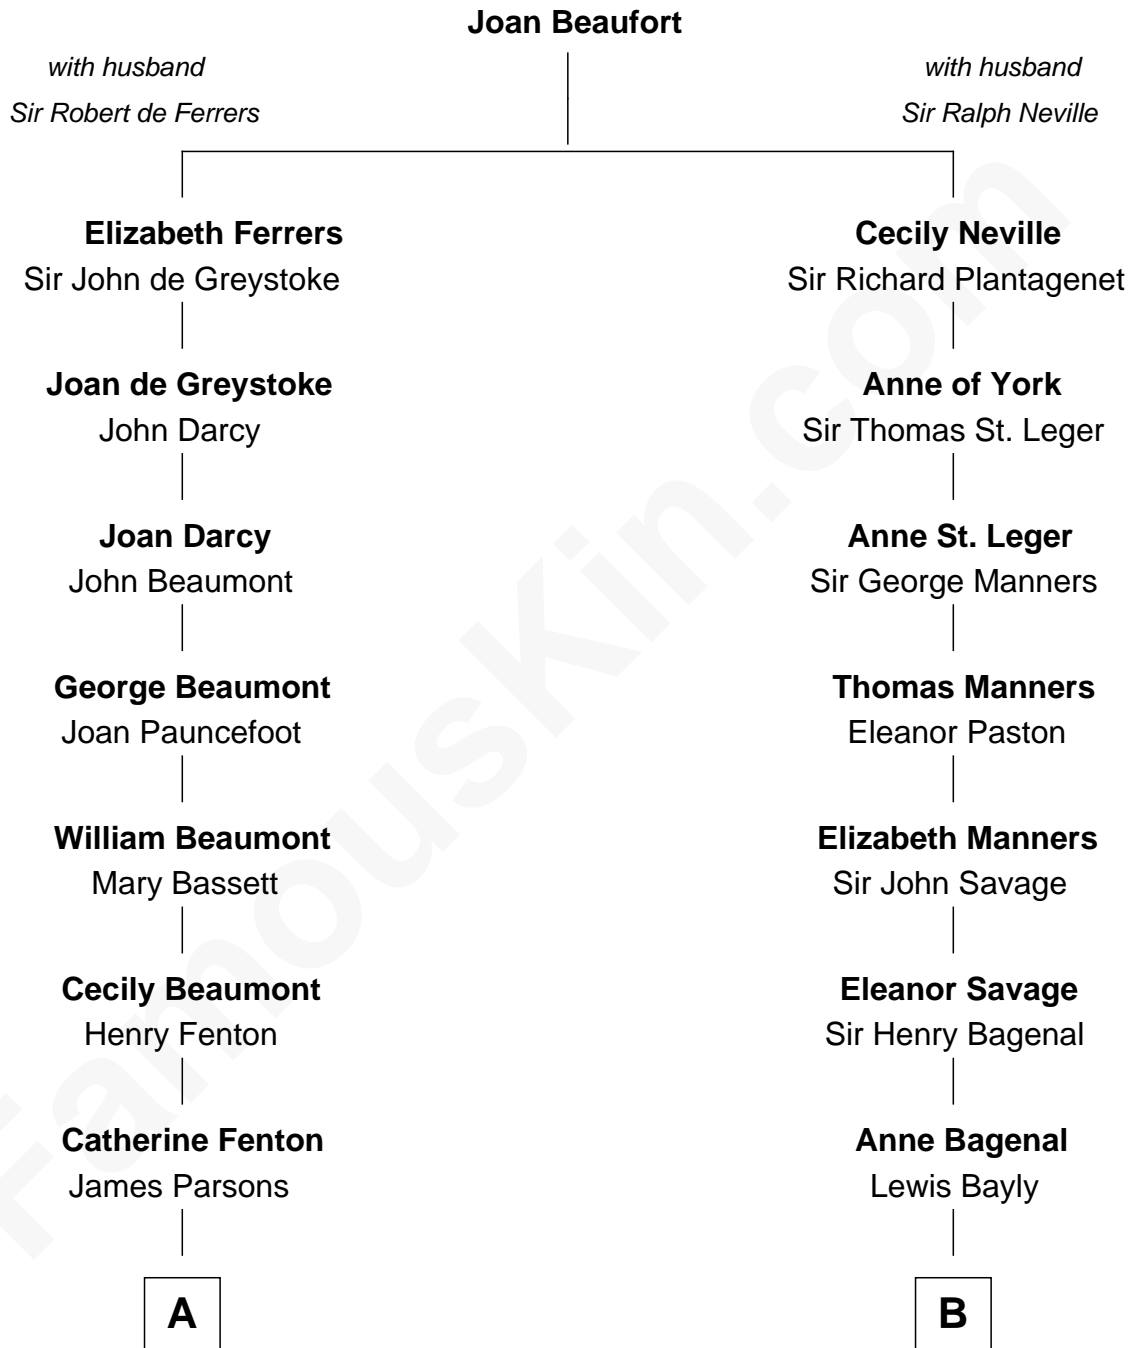 Joan Beaufort
with husband
Sir Robert de Ferrers
with husband
Sir Ralph Neville
Elizabeth Ferrers
Sir John de Greystoke
Joan de Greystoke
John Darcy
Joan Darcy
John Beaumont
George Beaumont
Joan Pauncefoot
William Beaumont
Mary Bassett
Cecily Beaumont
Henry Fenton
Catherine Fenton
James Parsons
A
Cecily Neville
Sir Richard Plantagenet
Anne of York
Sir Thomas St. Leger
Anne St. Leger
Sir George Manners
Thomas Manners
Eleanor Paston
Elizabeth Manners
Sir John Savage
Eleanor Savage
Sir Henry Bagenal
Anne Bagenal
Lewis Bayly
B
FamousKin.com